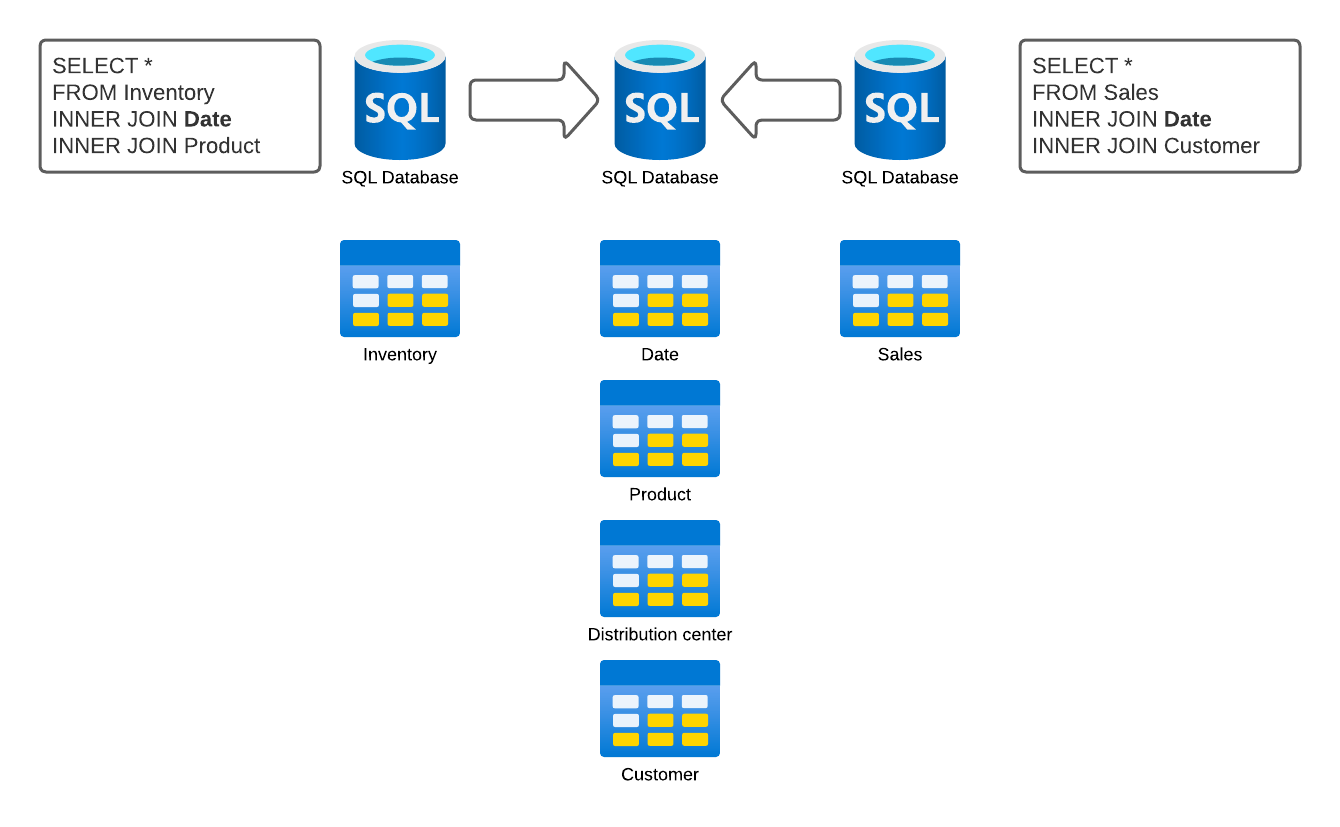 SELECT *
FROM Inventory
INNER JOIN Date
INNER JOIN Product
SQL
SQL Database
SQL
SQL Database
SQL
SQL Database
SELECT *
FROM Sales
INNER JOIN Date
INNER JOIN Customer
Inventory
Date
Sales
Product
Distribution center
Customer